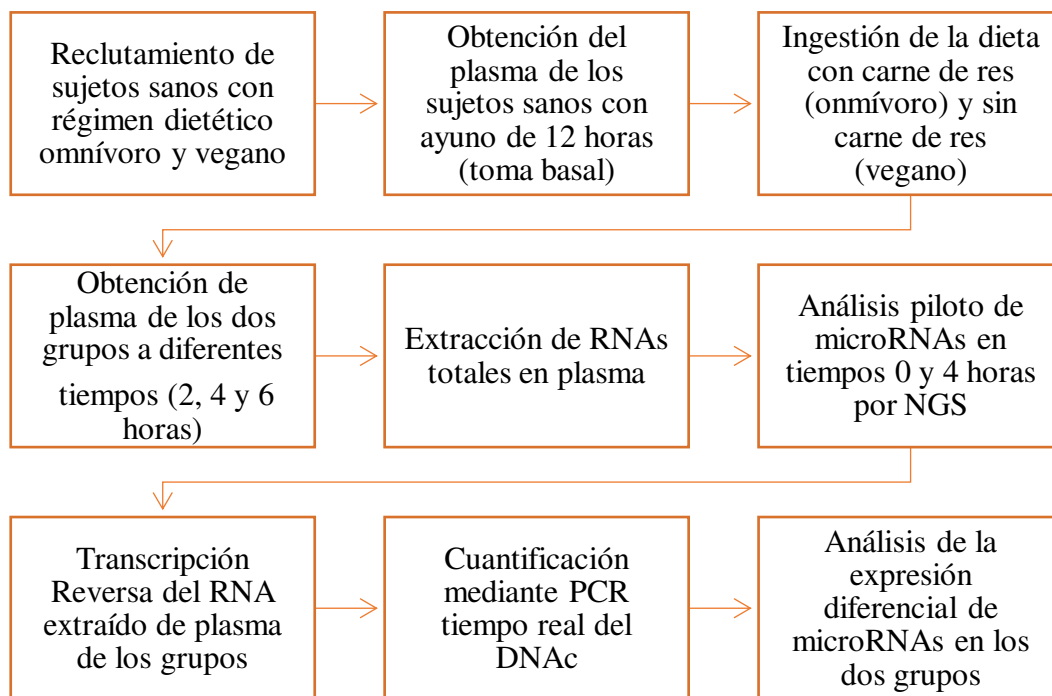 Reclutamiento de
sujetos sanos con
régimen dietético
omnívoro y vegano
Obtención del
plasma de los
sujetos sanos con
ayuno de 12 horas
(toma basal)
Ingestión de la dieta
con carne de res
(onmívoro) y sin
carne de res
(vegano)
Obtención de
plasma de los dos
grupos a diferentes
tiempos (2, 4 y 6
horas)
Extracción de RNAs
totales en plasma
Análisis piloto de
microRNAs en
tiempos 0 y 4 horas
por NGS
Transcripción
Reversa del RNA
extraído de plasma
de los grupos
Cuantificación
mediante PCR
tiempo real del
DNAc
Análisis de la
expresión
diferencial de
microRNAs en los
dos grupos